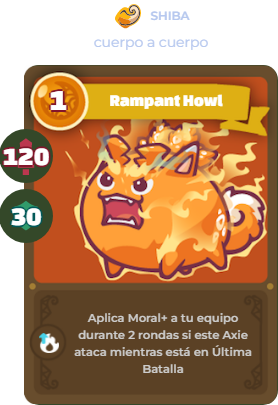 SHIBA
cuerpo a cuerpo
1
Rampant Howl
120
30
Aplica Moral+ a tu equipo
durante 2 rondas si este Axie
ataca mientras está en Última
Batalla